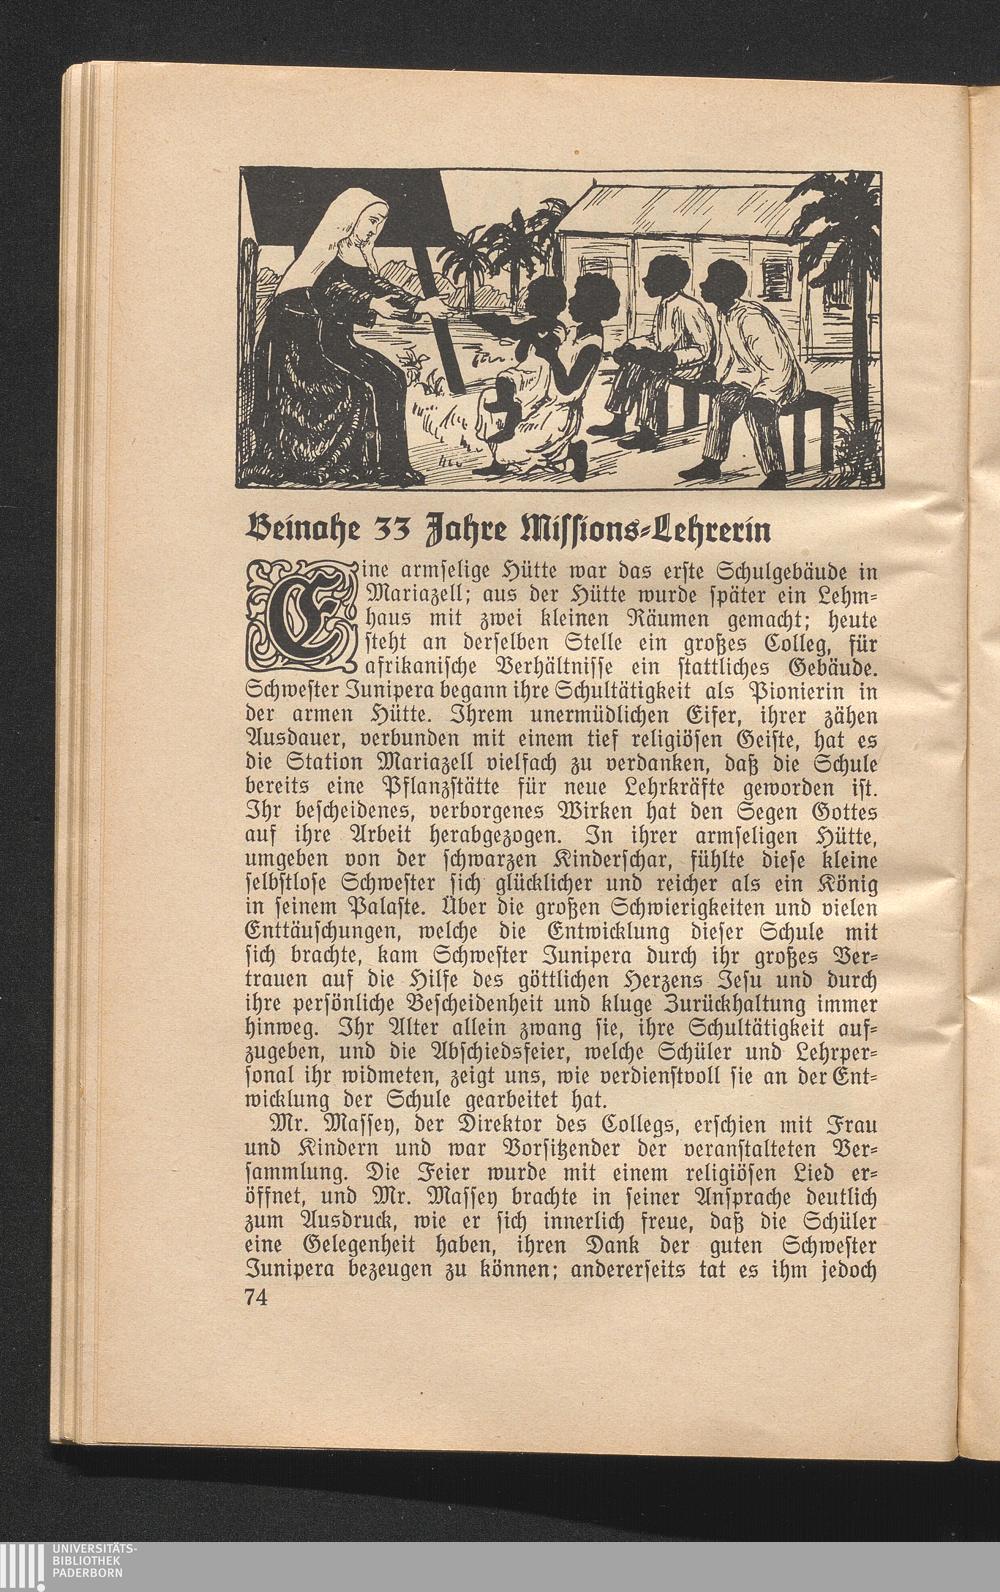 Beinahe 33 Jahre Missions-Lehrerin
Eine armselige Hütte war das erste Schulgebäude in
Mariazell; aus der Hütte wurde später ein Lehm-
haus mit zwei kleinen Räumen gemacht; heute
steht an derselben Stelle ein großes Colleg, für
afrikanische Verhältnisse ein stattliches Gebäude.
Schwester Junipera begann ihre Schultätigkeit als Pionierin in
der armen Hütte. Ihrem unermüdlichen Eifer, ihrer zähen
Ausdauer, verbunden mit einem tief religiösen Geiste, hat es
die Station Mariazell vielfach zu verdanken, daß die Schule
bereits eine Pflanzstätte für neue Lehrkräfte geworden ist.
Ihr bescheidenes, verborgenes Wirken hat den Segen Gottes
auf ihre Arbeit herabgezogen. In ihrer armseligen Hütte,
umgeben von der schwarzen Kinderschar, fühlte diese kleine
selbstlose Schwester sich glücklicher und reicher als ein König
in seinem Palaste. Über die großen Schwierigkeiten und vielen
Enttäuschungen, welche die Entwicklung dieser Schule mit
sich brachte, kam Schwester Junipera durch ihr großes Ver-
trauen auf die Hilfe des göttlichen Herzens Jesu und durch
ihre persönliche Bescheidenheit und kluge Zurückhaltung immer
hinweg. Ihr Alter allein zwang sie, ihre Schultätigkeit auf-
zugeben, und die Abschiedsfeier, welche Schüler und Lehrper-
sonal ihr widmeten, zeigt uns, wie verdienstvoll sie an der Ent-
wicklung der Schule gearbeitet hat.
Mr. Massey, der Direktor des Collegs, erschien mit Frau
und Kindern und war Vorsitzender der veranstalteten Ver-
sammlung. Die Feier wurde mit einem religiösen Lied er-
öffnet, und Mr. Massey brachte in seiner Ansprache deutlich
zum Ausdruck, wie er sich innerlich freue, daß die Schüler
eine Gelegenheit haben, ihren Dank der guten Schwester
Junipera bezeugen zu können; andererseits tat es ihm jedoch
74
UNIVERSITÄTS-
BIBLIOTHEK
PADERBORN